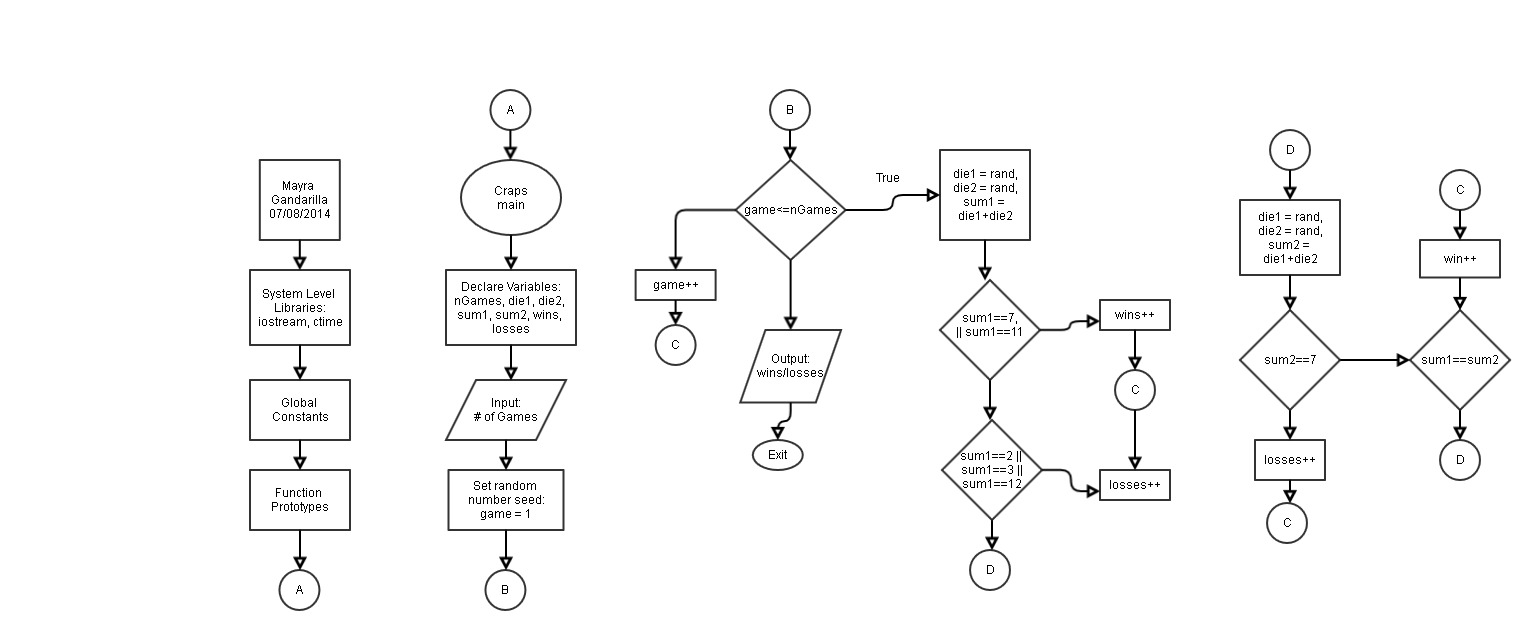 Mayra
Gandarilla
07/08/2014
System Level
Libraries:
iostream, ctime
Global
Constants
Function
Prototypes
A
A
Craps
main
Declare Variables:
nGames, die1, die2,
sum1, sum2, wins,
losses
Input:
# of Games
Set random
number seed:
game = 1
B
B
game<=nGames
True
game++
C
Output:
wins/losses
Exit
die1 = rand,
die2 = rand,
sum1 =
die1+die2
sum1==7,
|| sum1==11
wins++
C
sum1==2 ||
sum1==3 ||
sum1==12
losses++
D
D
die1 = rand,
die2 = rand,
sum2 =
die1+die2
sum2==7
losses++
C
C
win++
sum1==sum2
D